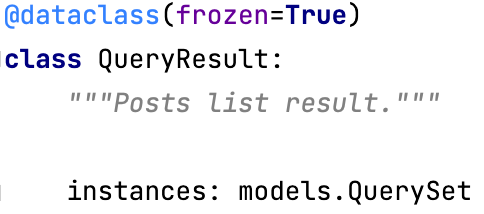 @dataclass(frozen=True)
class QueryResult:
    """Posts list result."""
    instances: models.QuerySet